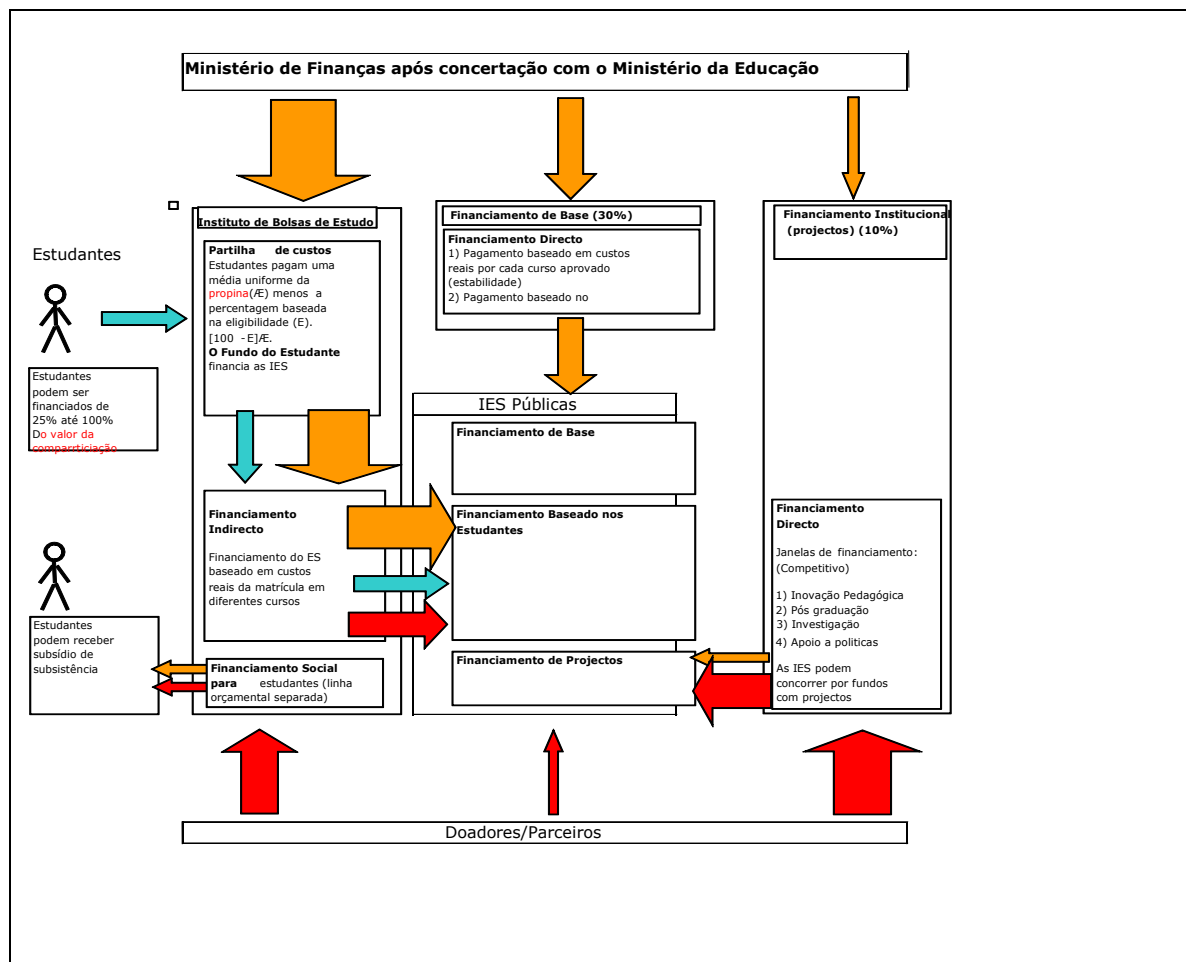 Ministério de Finanças após concertação com o Ministério da Educação
Estudantes
Estudantes
podem ser
financiados de
25% até 100%
Do valor da
comparrticiação
Estudantes
podem receber
subsídio de
subsistência
Instituto de Bolsas de Estudo
Partilha de custos
Estudantes pagam uma
média uniforme da
propina(Æ) menos a
percentagem baseada
na eligibilidade (E).
[100 -E]Æ.
O Fundo do Estudante
financia as IES
Financiamento
Indirecto
Financiamento do ES
baseado em custos
reais da matrícula em
diferentes cursos
Financiamento Social
para estudantes (linha
orçamental separada)
Financiamento de Base (30%)
Financiamento Directo
1) Pagamento baseado em custos
reais por cada curso aprovado
(estabilidade)
2) Pagamento baseado no
IES Públicas
Financiamento de Base
Financiamento Baseado nos
Estudantes
Financiamento de Projectos
Financiamento Institucional
(projectos) (10%)
Financiamento
Directo
Janelas de financiamento:
(Competitivo)
1) Inovação Pedagógica
2) Pós graduação
3) Investigação
4) Apoio a politicas
As IES podem
concorrer por fundos
com projectos
Doadores/Parceiros